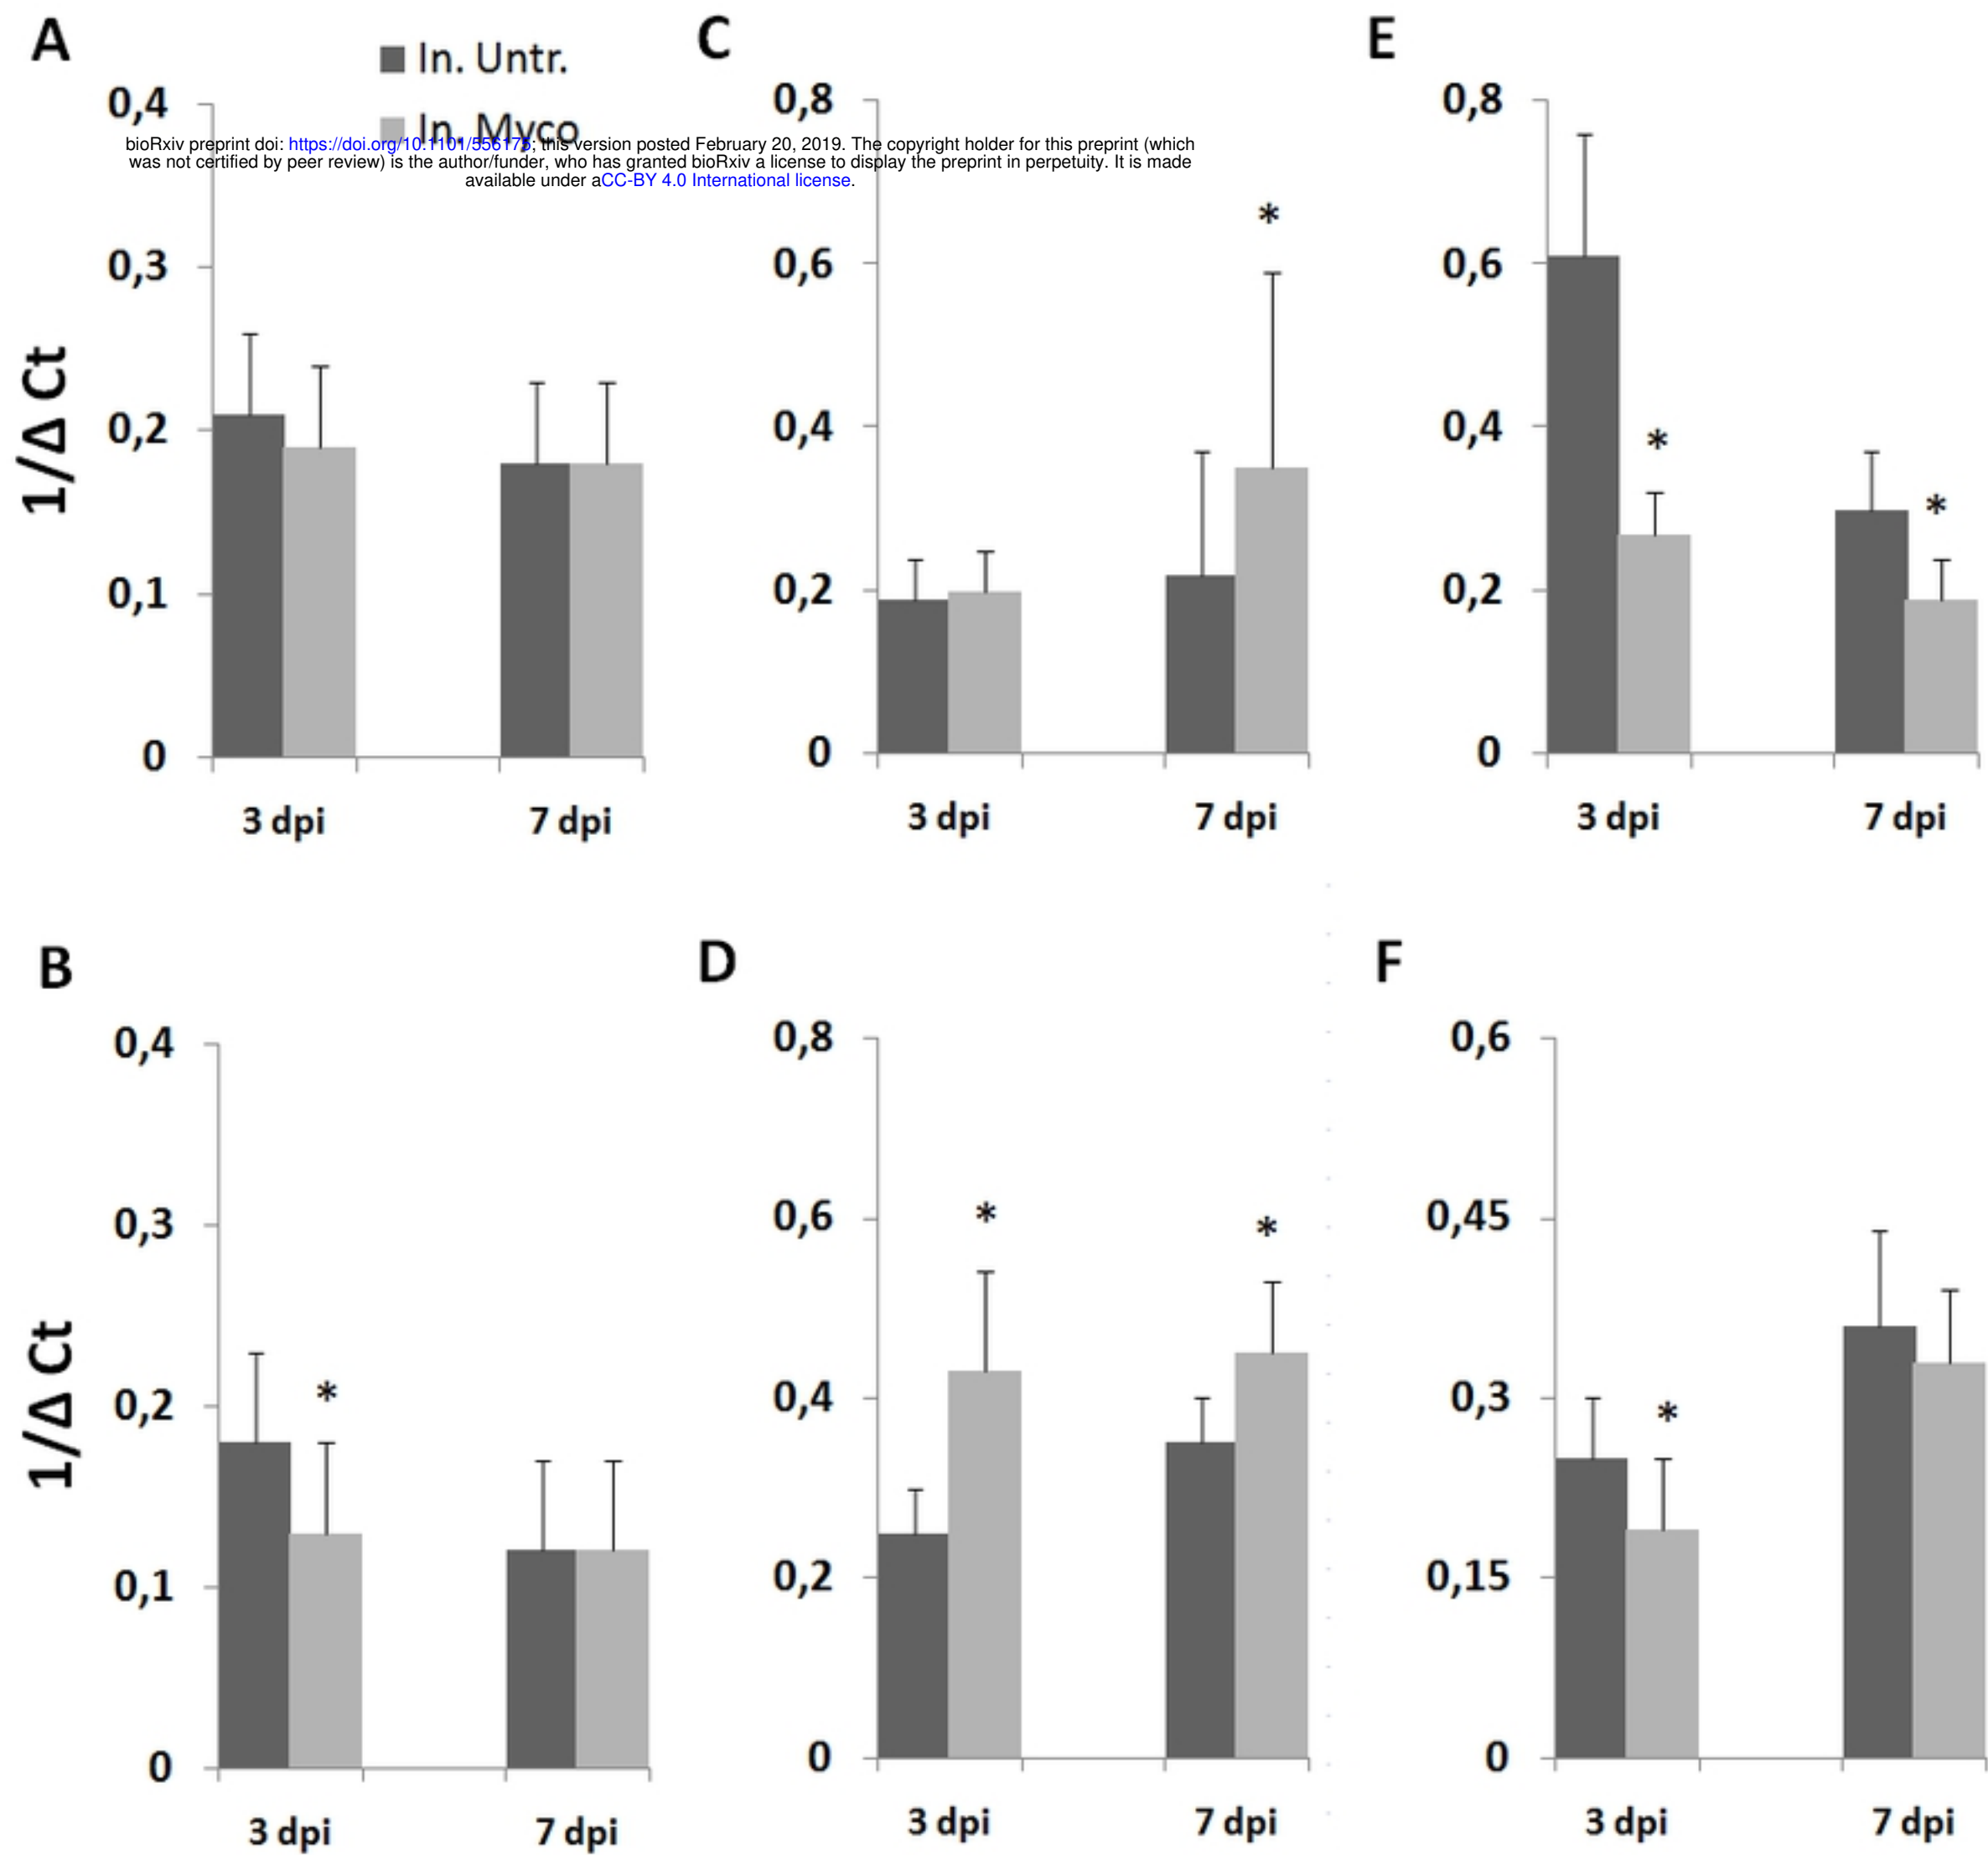 A
In. Untr.
In. Myco
bioRxiv preprint doi: https://doi.org/10.1101/556175; this version posted February 20, 2019. The copyright holder for this preprint (which
was not certified by peer review) is the author/funder, who has granted bioRxiv a license to display the preprint in perpetuity. It is made
available under aCC-BY 4.0 International license.
1/Δ Ct
0,4
0,3
0,2
0,1
0
3 dpi 7 dpi
C
0,8
0,6
0,4
0,2
0
*
3 dpi 7 dpi
E
0,8
0,6
0,4
0,2
0
* *
3 dpi 7 dpi
B
1/Δ Ct
0,4
0,3
0,2
0,1
0
*
3 dpi 7 dpi
D
0,8
0,6
0,4
0,2
0
* *
3 dpi 7 dpi
F
0,6
0,45
0,3
0,15
0
*
3 dpi 7 dpi